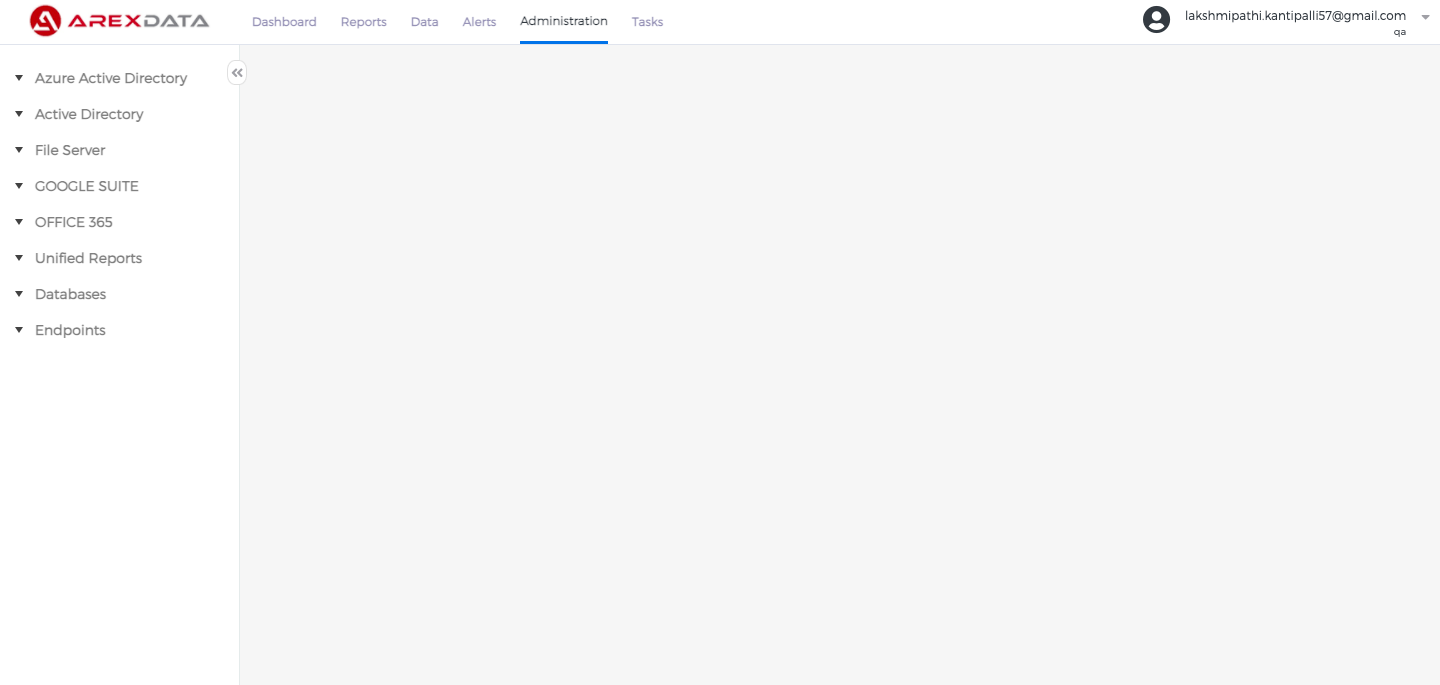 AREXDATA
Dashboard Reports Data Alerts Administration Tasks
lakshmipathi.kantipalli57@gmail.com
qa
Azure Active Directory
Active Directory
File Server
GOOGLE SUITE
OFFICE 365
Unified Reports
Databases
Endpoints